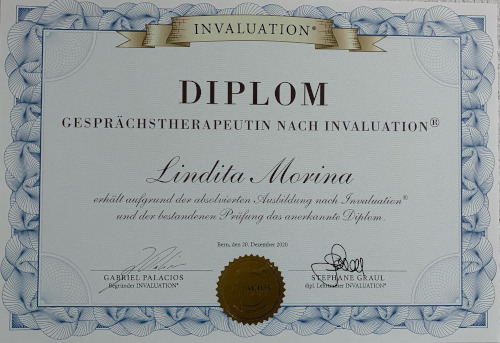 INVALUATION®
DIPLOM
GESPRÄCHSTHERAPEUTIN NACH INVALUATION®
Lindita Morina
erhält aufgrund der absolvierten Ausbildung nach Invaluation®
und der bestandenen Prüfung das anerkannte Diplom.
Bern, den 20. Dezember 2020
GABRIEL PALACIOS
Begründer INVALUATION®
STEPHANE GRAUL
dipl. Lehrtrainer INVALUATION®